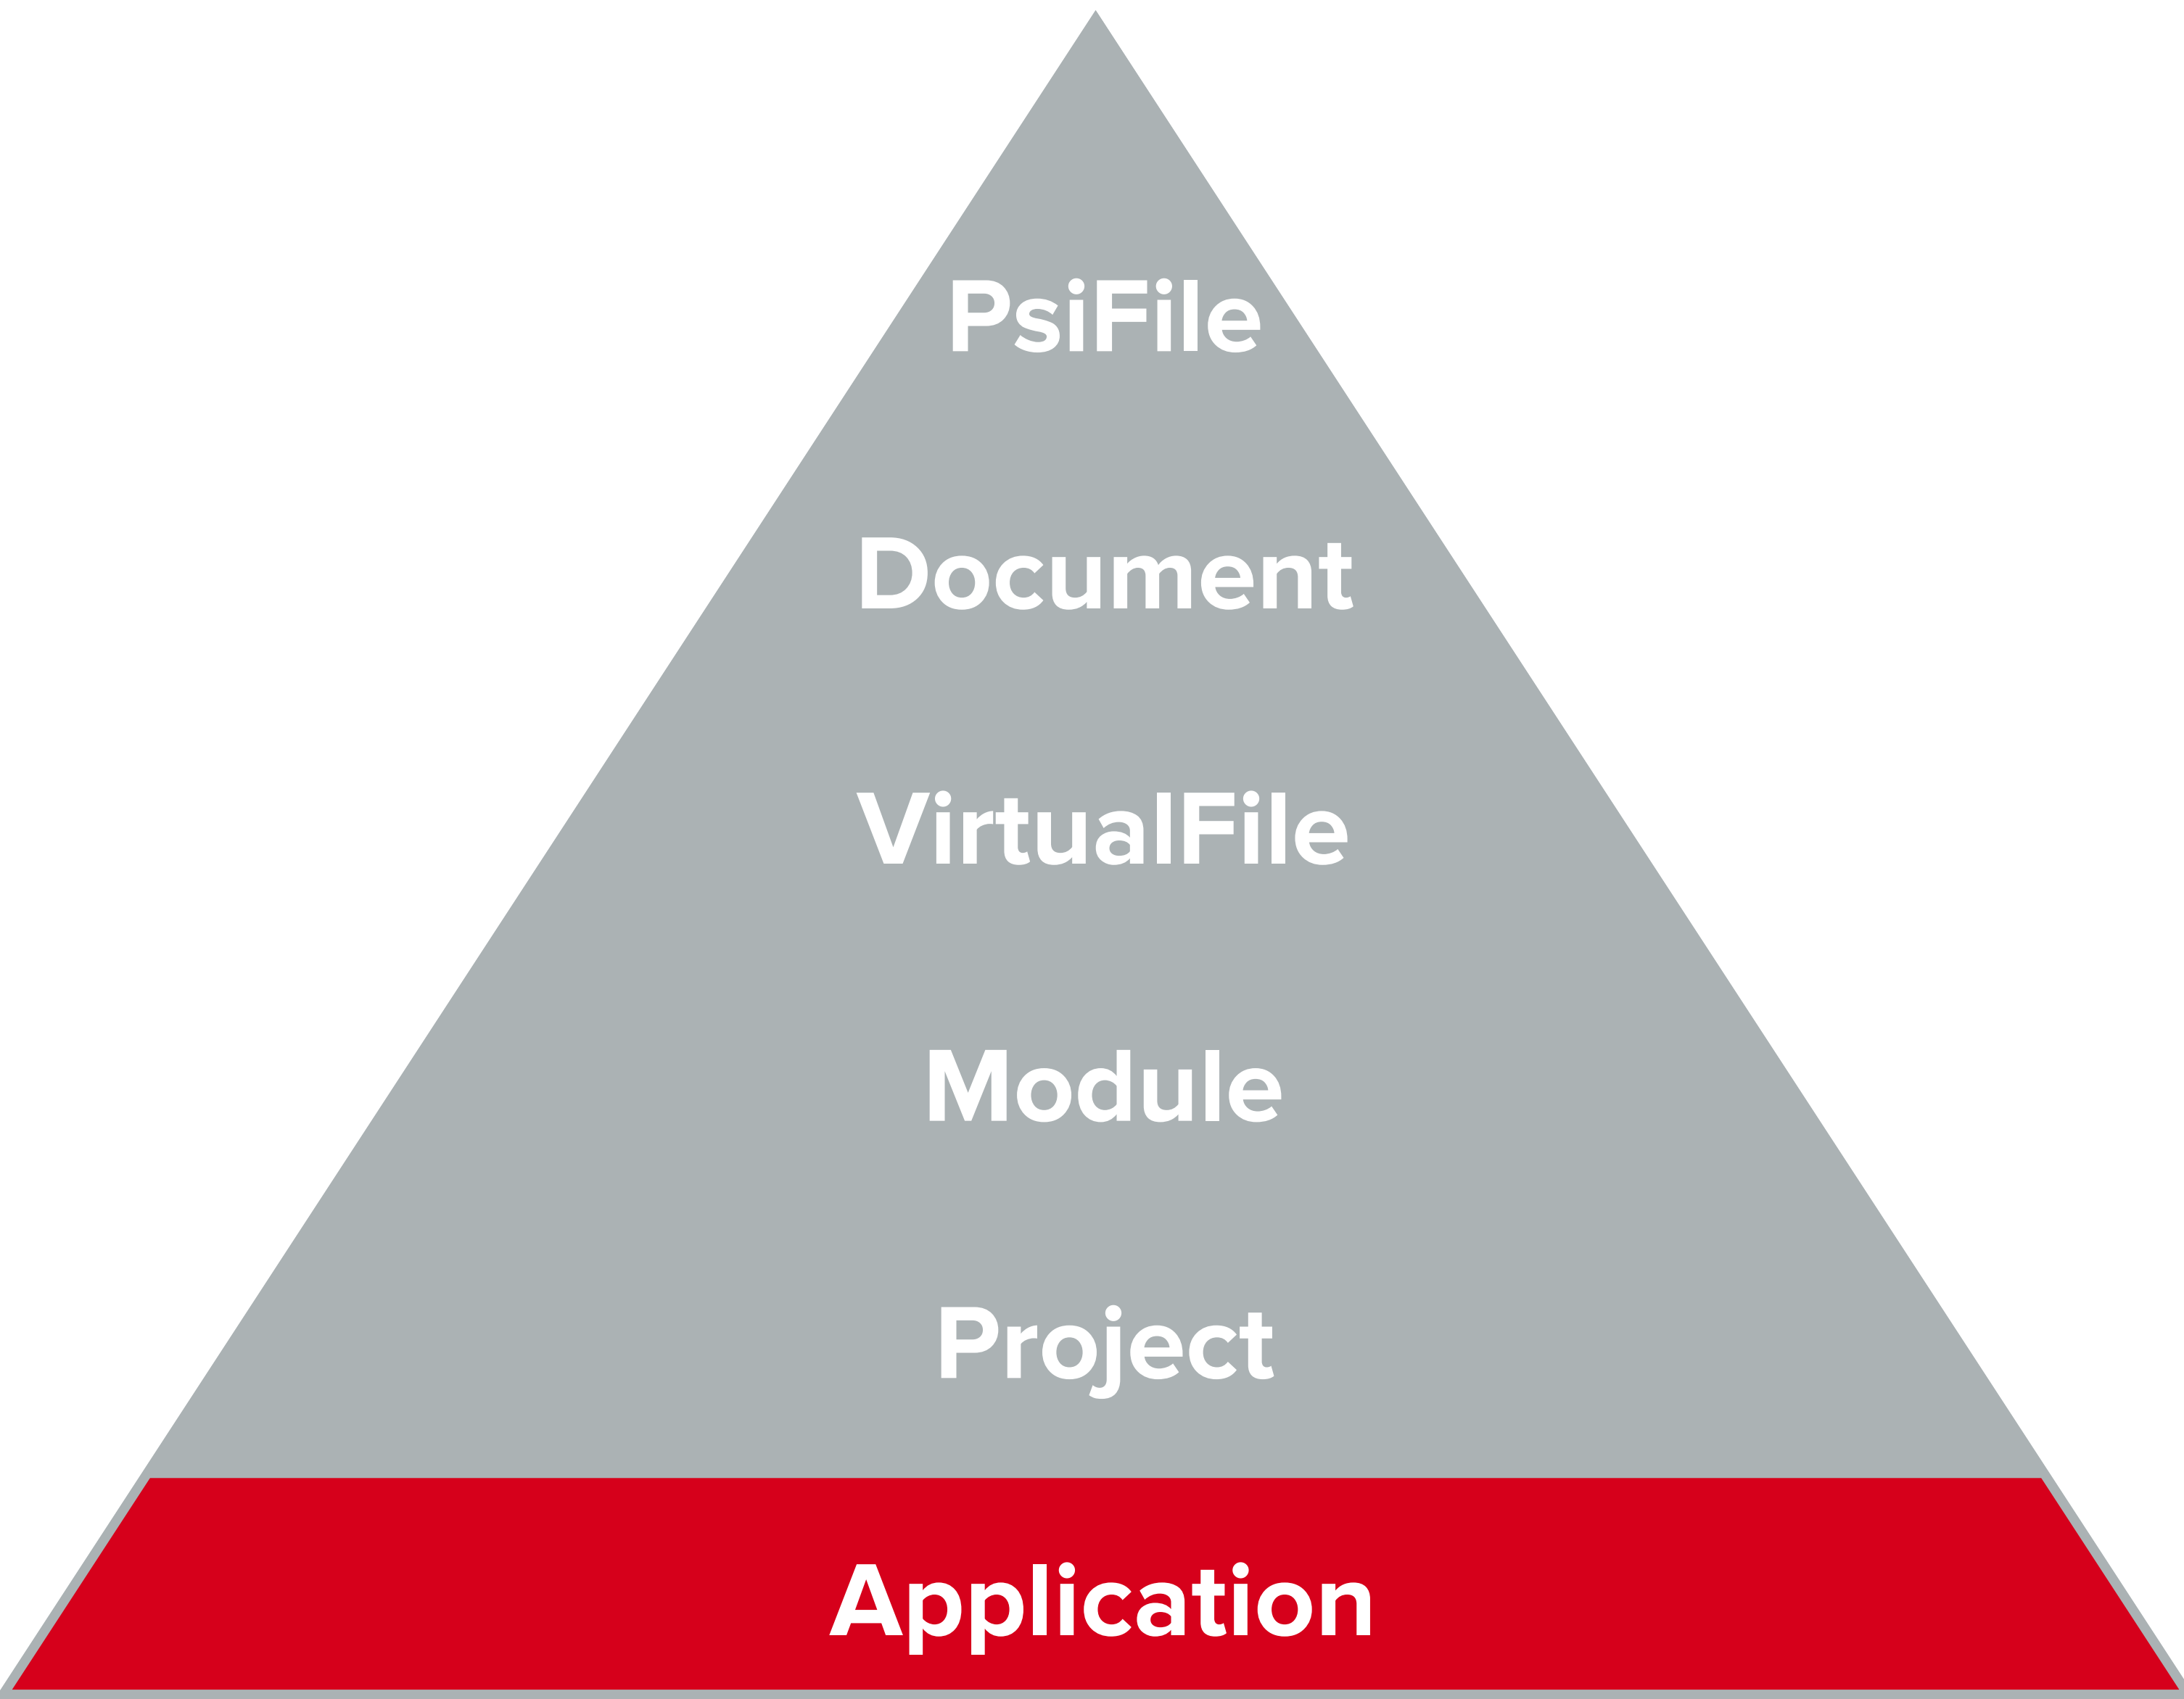 PsiFile
Document
VirtualFile
Module
Project
Application